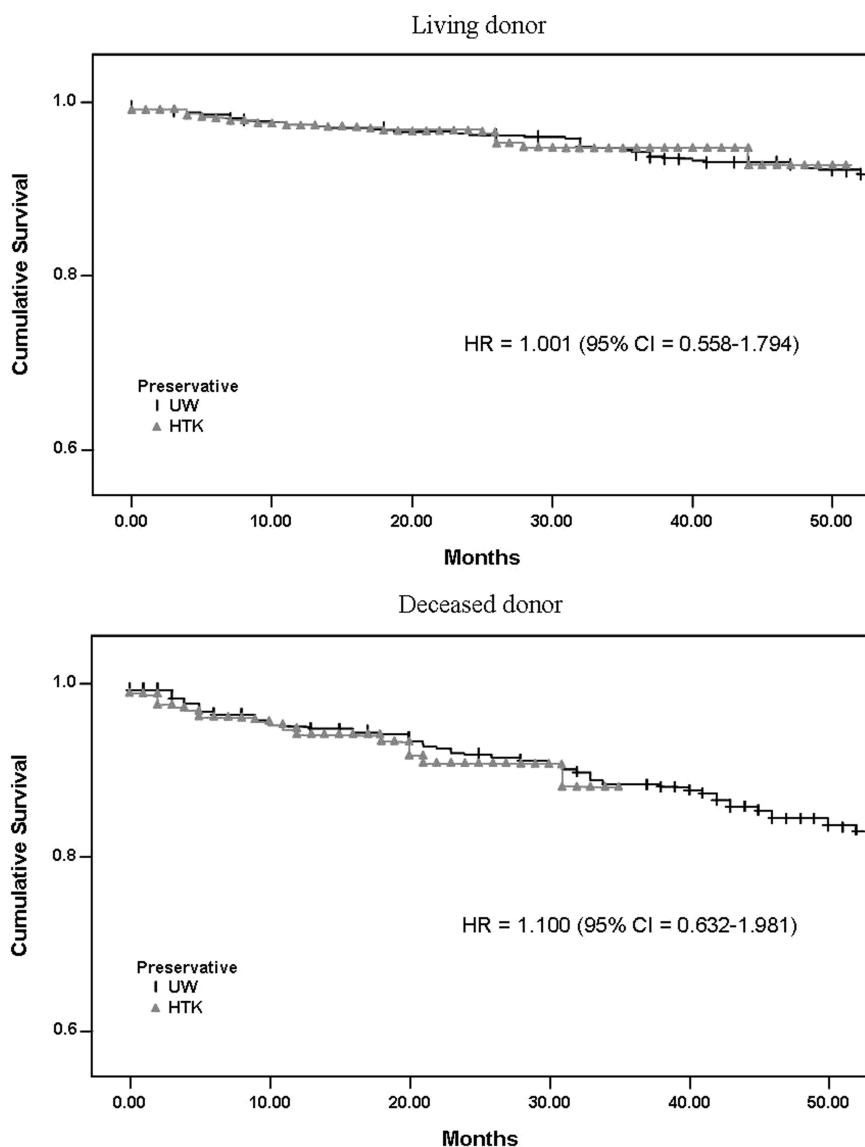 Living donor
1.0
0.8
0.6
Cumulative Survival
HR = 1.001 (95% CI = 0.558-1.794)
Preservative
UW
HTK
0.00 10.00 20.00 30.00 40.00 50.00
Months
Deceased donor
1.0
0.8
0.6
Cumulative Survival
HR = 1.100 (95% CI = 0.632-1.981)
Preservative
UW
HTK
0.00 10.00 20.00 30.00 40.00 50.00
Months